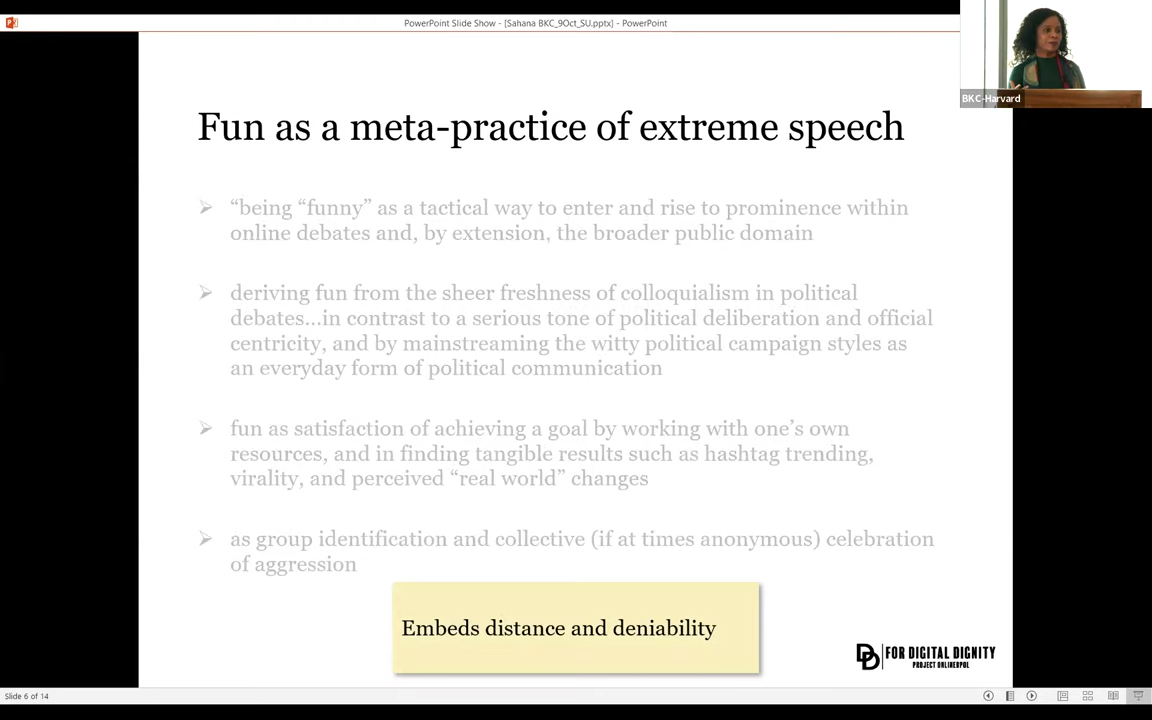 PowerPoint Slide Show - [Sahana BKC_9Oct_SU.pptx] - PowerPoint
BKC-Harvard
Fun as a meta-practice of extreme speech
“being “funny” as a tactical way to enter and rise to prominence within
online debates and, by extension, the broader public domain
deriving fun from the sheer freshness of colloquialism in political
debates...in contrast to a serious tone of political deliberation and official
centricity, and by mainstreaming the witty political campaign styles as
an everyday form of political communication
fun as satisfaction of achieving a goal by working with one’s own
resources, and in finding tangible results such as hashtag trending,
virality, and perceived “real world” changes
as group identification and collective (if at times anonymous) celebration
of aggression
Embeds distance and deniability
FOR DIGITAL DIGNITY
PROJECT ONLINERPOL
Slide 6 of 14